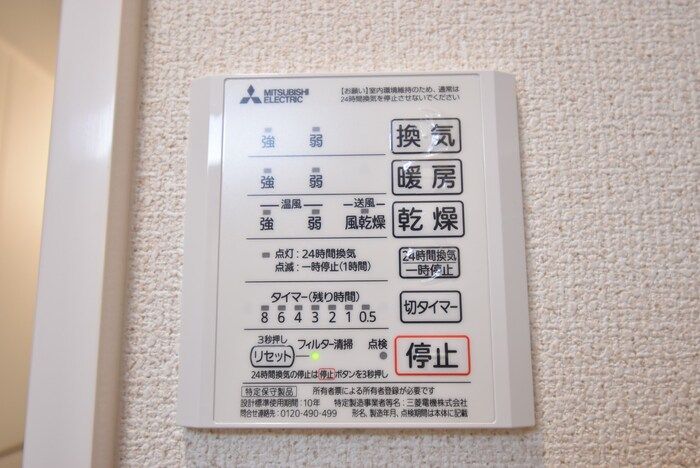 MITSUBISHI
ELECTRIC
【お願い】室内環境維持のため、通常は
24時間換気を停止させないでください
強 弱 換気
強 弱 暖房
温風 送風
強 弱 風乾燥 乾燥
点灯:24時間換気
点滅:一時停止(1時間)
24時間換気
一時停止
タイマー(残り時間)
8 6 4 3 2 1 0.5
切タイマー
3秒押し
リセット フィルター清掃 点検
停止
24時間換気の停止は停止ボタンを3秒押し
特定保守製品 所有者票による所有者登録が必要です
設計標準使用期間:10年 特定製造事業者等名:三菱電機株式会社
問合せ連絡先:0120-490-499 形名、製造年月、点検期間は本体に記載